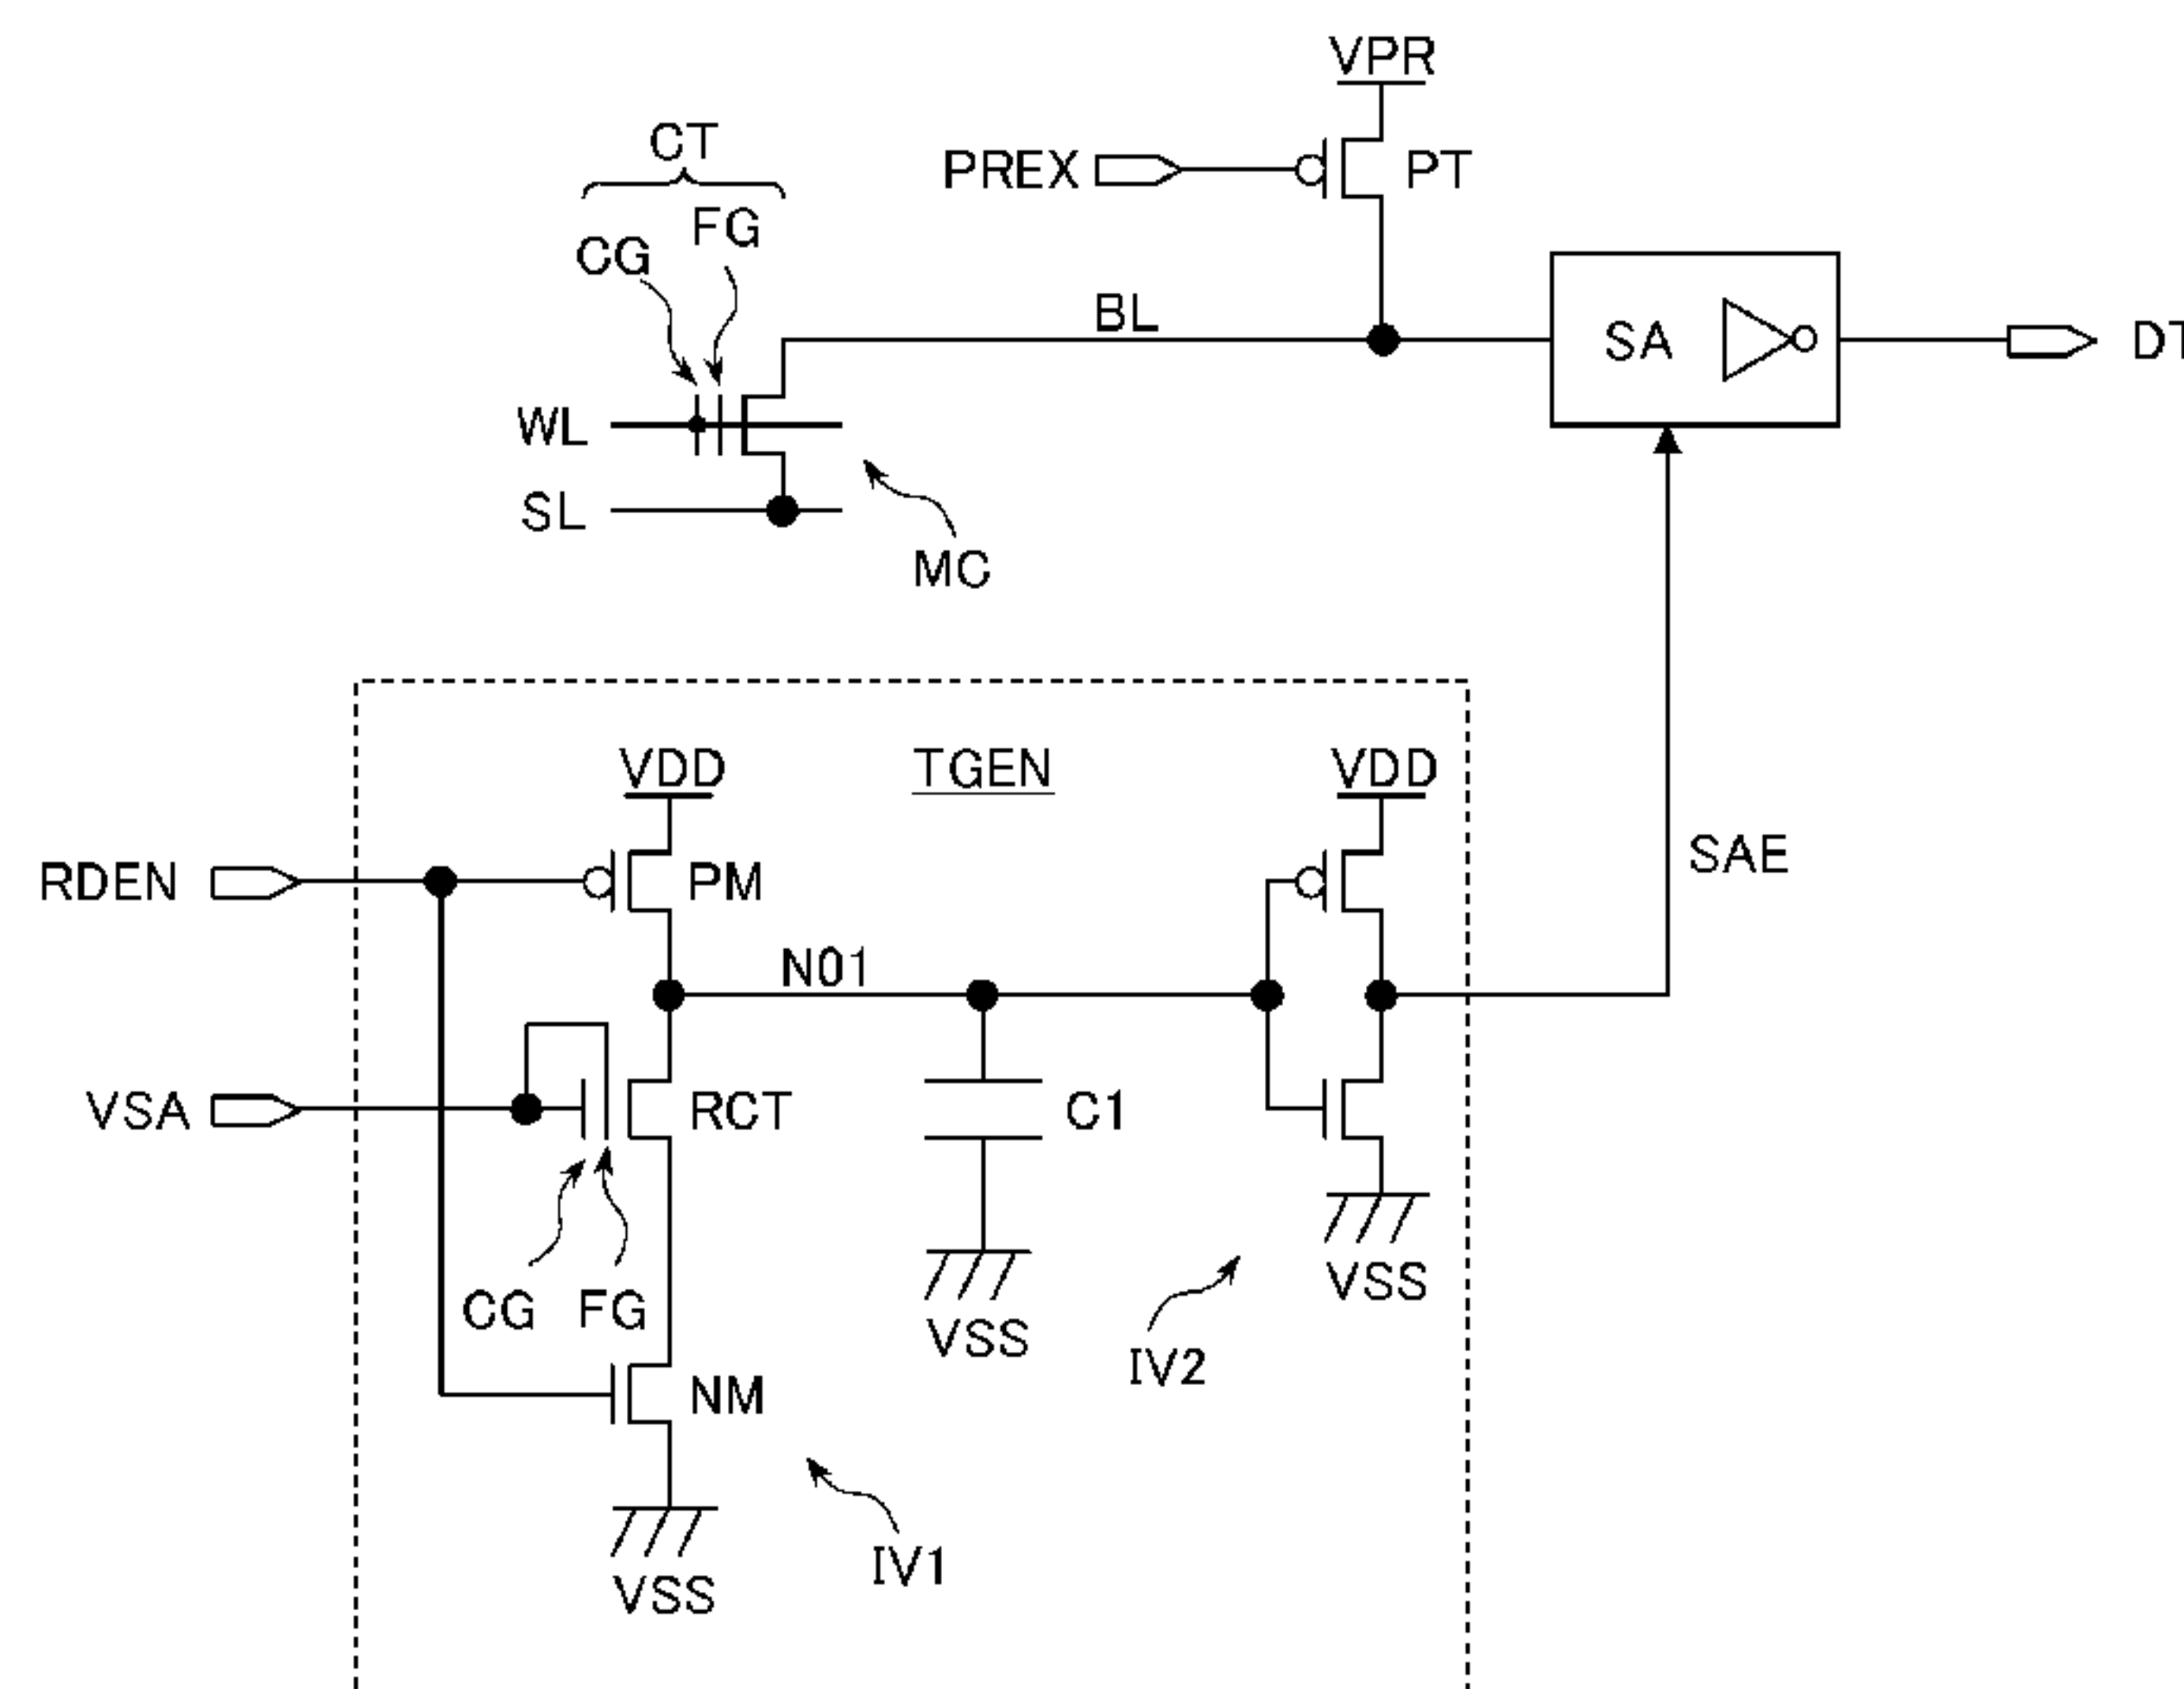 VPR
CT
PREX
PT
FG
CG
BL
SA
DT
WL
SL
MC
VDD
TGEN
VDD
SAE
RDEN
PM
N01
VSA
RCT
C1
CG
FG
VSS
VSS
IV2
NM
IV1
VSS